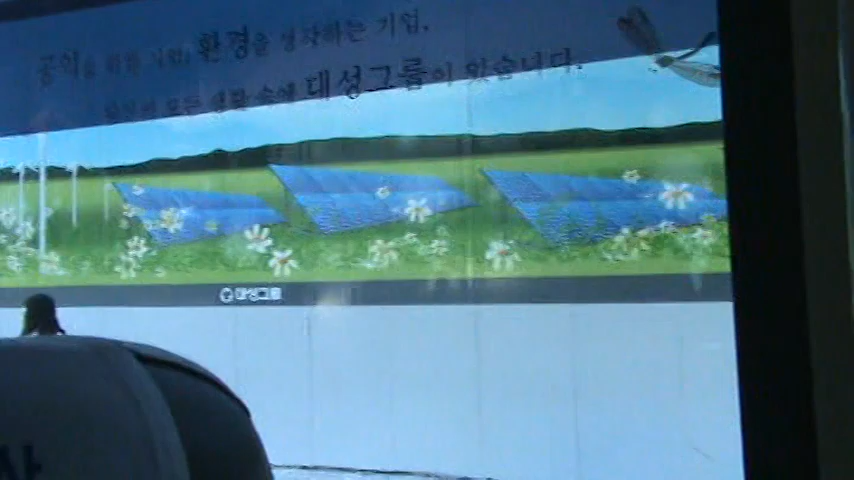 공익을 위한 기업, 환경을 생각하는 기업.
모든 생활 속에 대성그룹이 있습니다.
대성그룹